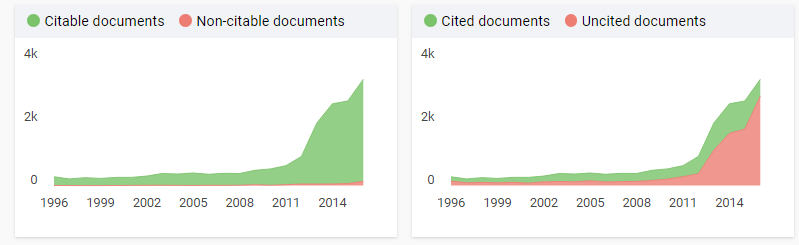 Citable documents Non-citable documents
4k
2k
0
1996 1999 2002 2005 2008 2011 2014
Cited documents Uncited documents
4k
2k
0
1996 1999 2002 2005 2008 2011 2014